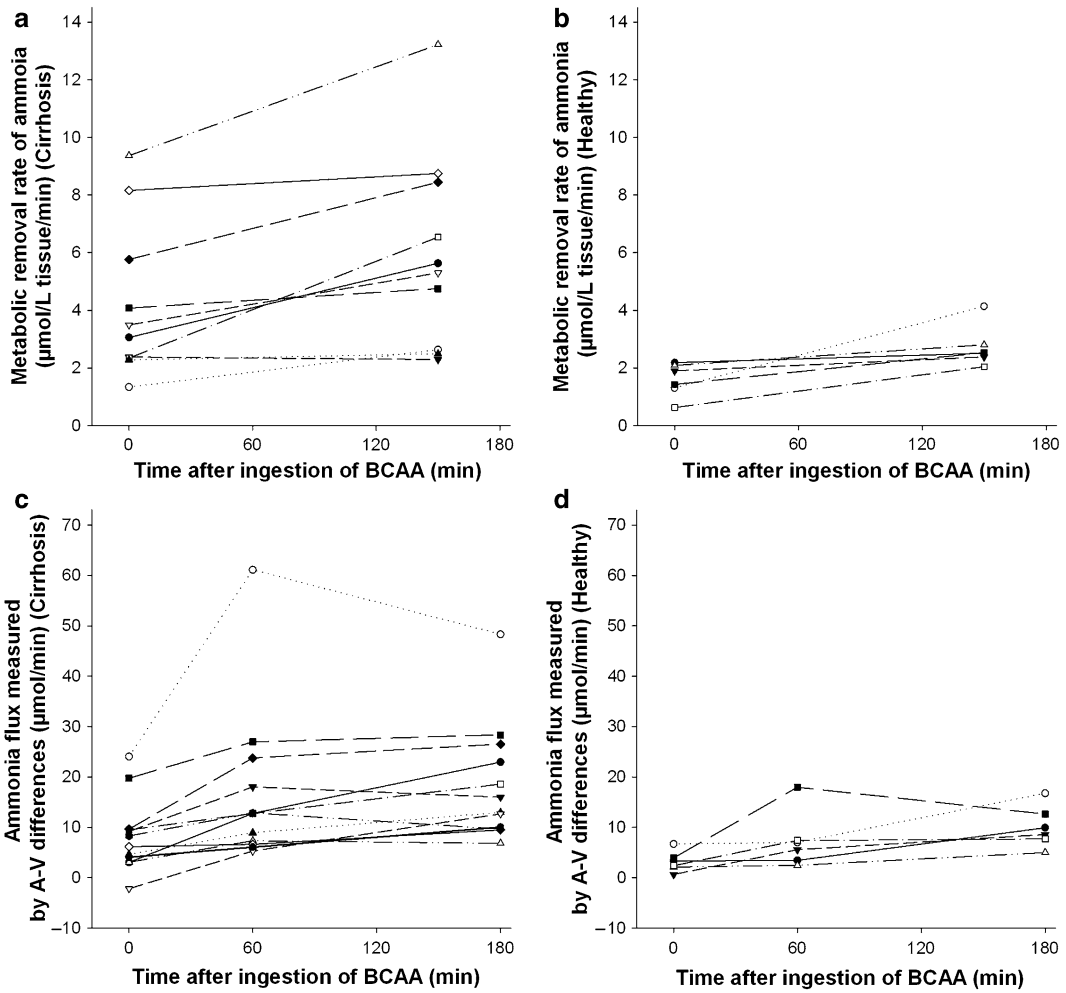 a
Metabolic removal rate of ammoia
(μmol/L tissue/min) (Cirrhosis)
14
12
10
8
6
4
2
0
0 60 120 180
Time after ingestion of BCAA (min)
b
Metabolic removal rate of ammonia
(μmol/L tissue/min) (Healthy)
14
12
10
8
6
4
2
0
0 60 120 180
Time after ingestion of BCAA (min)
c
Ammonia flux measured
by A-V differences (μmol/min) (Cirrhosis)
70
60
50
40
30
20
10
0
–10
0 60 120 180
Time after ingestion of BCAA (min)
d
Ammonia flux measured
by A-V differences (μmol/min) (Healthy)
70
60
50
40
30
20
10
0
–10
0 60 120 180
Time after ingestion of BCAA (min)